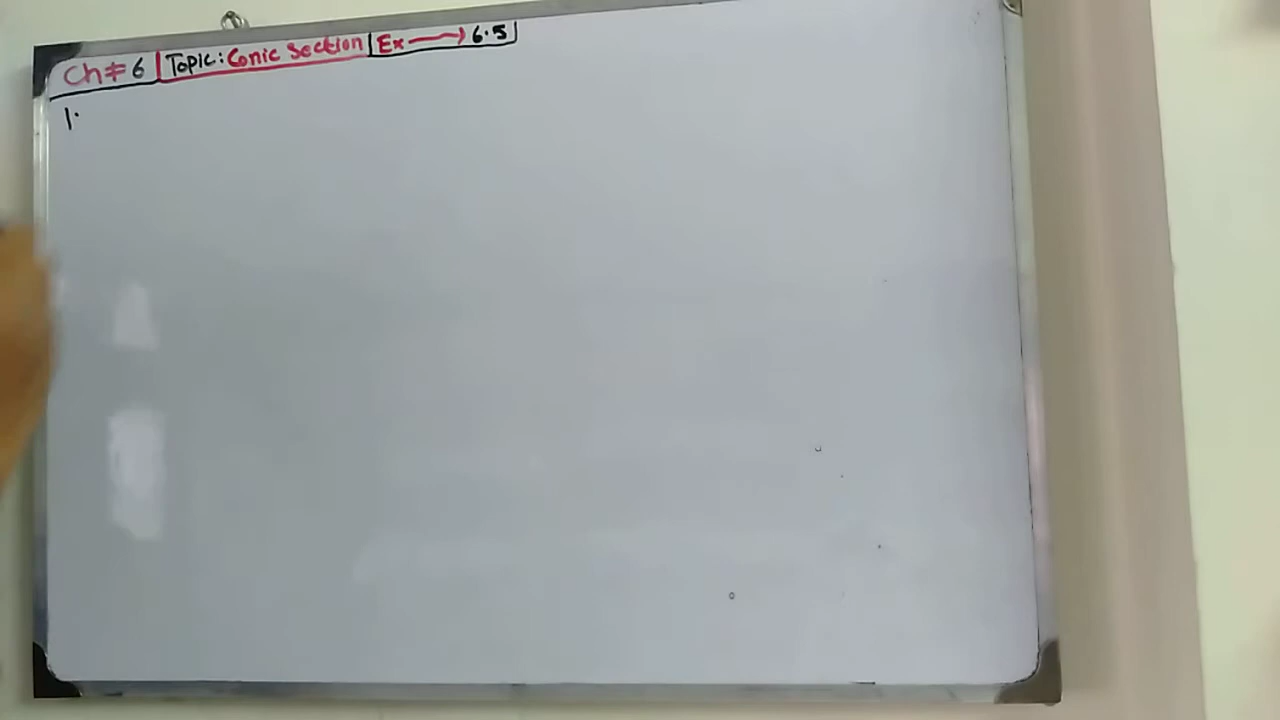 Ch # 6 | Topic: Conic Section | Ex → 6.5
1.